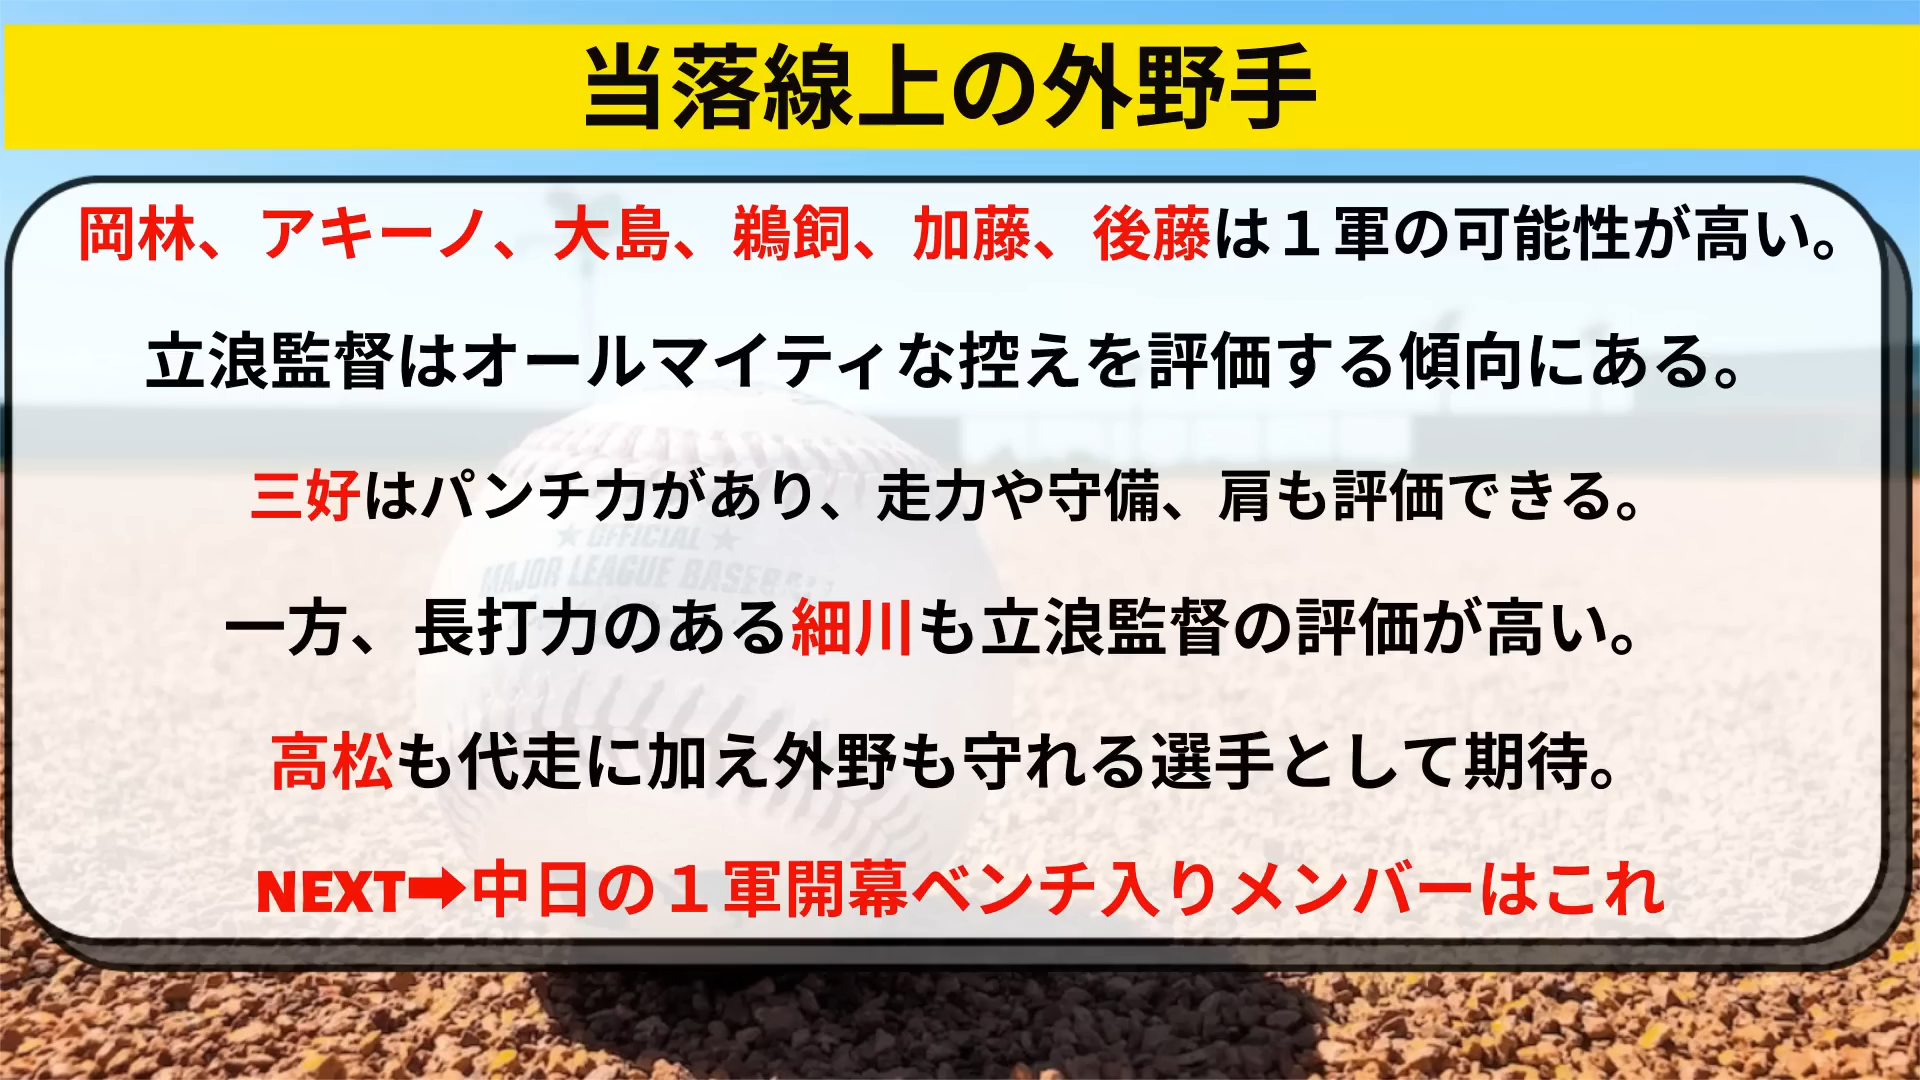 当落線上の外野手
岡林、アキーノ、大島、鵜飼、加藤、後藤は１軍の可能性が高い。
立浪監督はオールマイティな控えを評価する傾向にある。
三好はパンチ力があり、走力や守備、肩も評価できる。
★ OFFICIAL ★
MAJOR LEAGUE BASEBALL
一方、長打力のある細川も立浪監督の評価が高い。
高松も代走に加え外野も守れる選手として期待。
NEXT➡中日の１軍開幕ベンチ入りメンバーはこれ